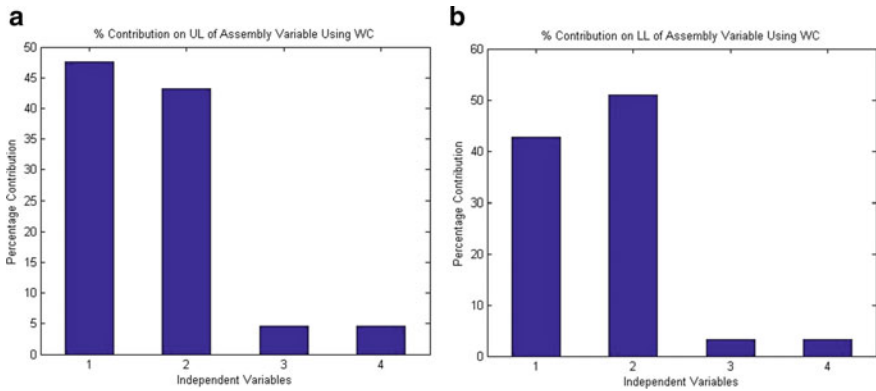 a
% Contribution on UL of Assembly Variable Using WC
50
45
40
35
30
25
20
15
10
5
0
Percentage Contribution
1 2 3 4
Independent Variables
b
% Contribution on LL of Assembly Variable Using WC
60
50
40
30
20
10
0
Percentage Contribution
1 2 3 4
Independent Variables